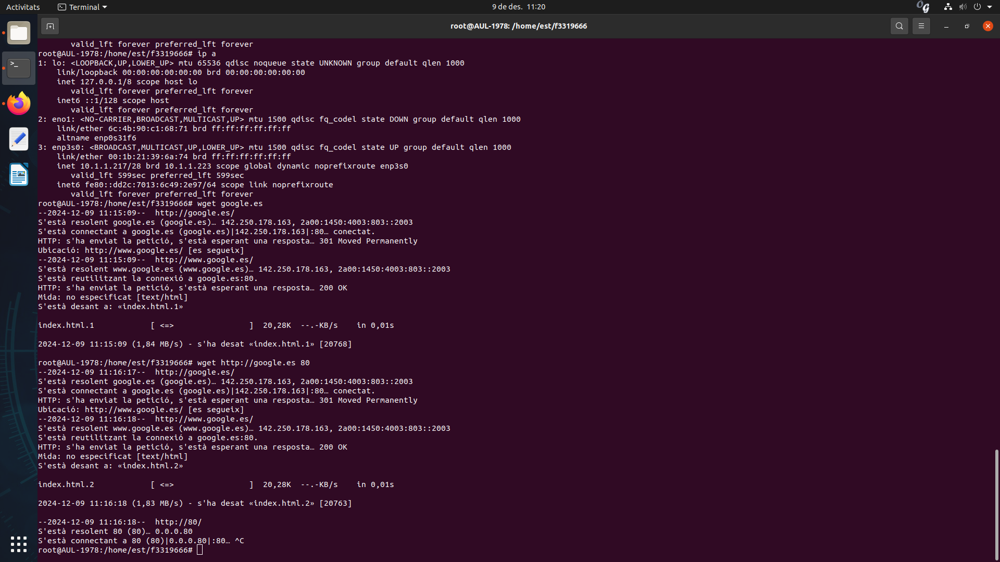 Activitats
Terminal
9 de des. 11:20
root@AUL-1978: /home/est/f3319666
valid_lft forever preferred_lft forever
root@AUL-1978:/home/est/f3319666# ip a
1: lo: <LOOPBACK,UP,LOWER_UP> mtu 65536 qdisc noqueue state UNKNOWN group default qlen 1000
link/loopback 00:00:00:00:00:00 brd 00:00:00:00:00:00
inet 127.0.0.1/8 scope host lo
valid_lft forever preferred_lft forever
inet6 ::1/128 scope host
valid_lft forever preferred_lft forever
2: eno1: <NO-CARRIER,BROADCAST,MULTICAST,UP> mtu 1500 qdisc fq_codel state DOWN group default qlen 1000
link/ether 6c:4b:90:c1:68:71 brd ff:ff:ff:ff:ff:ff
altname enp0s31f6
3: enp3s0: <BROADCAST,MULTICAST,UP,LOWER_UP> mtu 1500 qdisc fq_codel state UP group default qlen 1000
link/ether 00:1b:21:39:6a:74 brd ff:ff:ff:ff:ff:ff
inet 10.1.1.217/28 brd 10.1.1.223 scope global dynamic noprefixroute enp3s0
valid_lft 599sec preferred_lft 599sec
inet6 fe80::dd2c:7013:6c49:2e97/64 scope link noprefixroute
valid_lft forever preferred_lft forever
root@AUL-1978:/home/est/f3319666# wget google.es
--2024-12-09 11:15:09--  http://google.es/
S'està resolent google.es (google.es)… 142.250.178.163, 2a00:1450:4003:803::2003
S'està connectant a google.es (google.es)|142.250.178.163|:80… conectat.
HTTP: s'ha enviat la petició, s'està esperant una resposta… 301 Moved Permanently
Ubicació: http://www.google.es/ [es segueix]
--2024-12-09 11:15:09--  http://www.google.es/
S'està resolent www.google.es (www.google.es)… 142.250.178.163, 2a00:1450:4003:803::2003
S'està reutilitzant la connexió a google.es:80.
HTTP: s'ha enviat la petició, s'està esperant una resposta… 200 OK
Mida: no especificat [text/html]
S'està desant a: «index.html.1»
index.html.1 [ <=> ] 20,28K --.-KB/s in 0,01s
2024-12-09 11:15:09 (1,84 MB/s) - s'ha desat «index.html.1» [20768]
root@AUL-1978:/home/est/f3319666# wget http://google.es 80
--2024-12-09 11:16:17--  http://google.es/
S'està resolent google.es (google.es)… 142.250.178.163, 2a00:1450:4003:803::2003
S'està connectant a google.es (google.es)|142.250.178.163|:80… conectat.
HTTP: s'ha enviat la petició, s'està esperant una resposta… 301 Moved Permanently
Ubicació: http://www.google.es/ [es segueix]
--2024-12-09 11:16:18--  http://www.google.es/
S'està resolent www.google.es (www.google.es)… 142.250.178.163, 2a00:1450:4003:803::2003
S'està reutilitzant la connexió a google.es:80.
HTTP: s'ha enviat la petició, s'està esperant una resposta… 200 OK
Mida: no especificat [text/html]
S'està desant a: «index.html.2»
index.html.2 [ <=> ] 20,28K --.-KB/s in 0,01s
2024-12-09 11:16:18 (1,83 MB/s) - s'ha desat «index.html.2» [20763]
--2024-12-09 11:16:18--  http://80/
S'està resolent 80 (80)… 0.0.0.80
S'està connectant a 80 (80)|0.0.0.80|:80… ^C
root@AUL-1978:/home/est/f3319666#